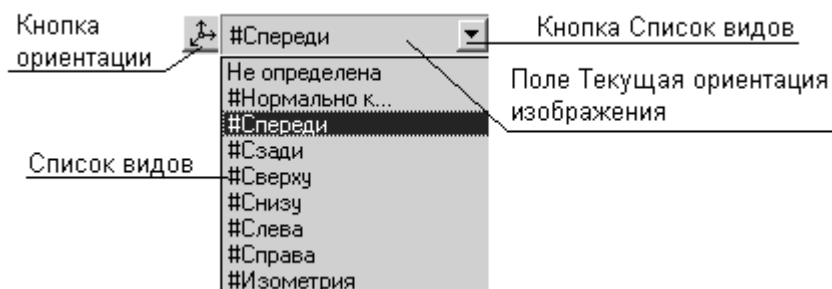 Кнопка
ориентации
#Спереди
Кнопка Список видов
Не определена
#Нормально к...
#Спереди
#Сзади
#Сверху
#Снизу
#Слева
#Справа
#Изометрия
Поле Текущая ориентация
изображения
Список видов